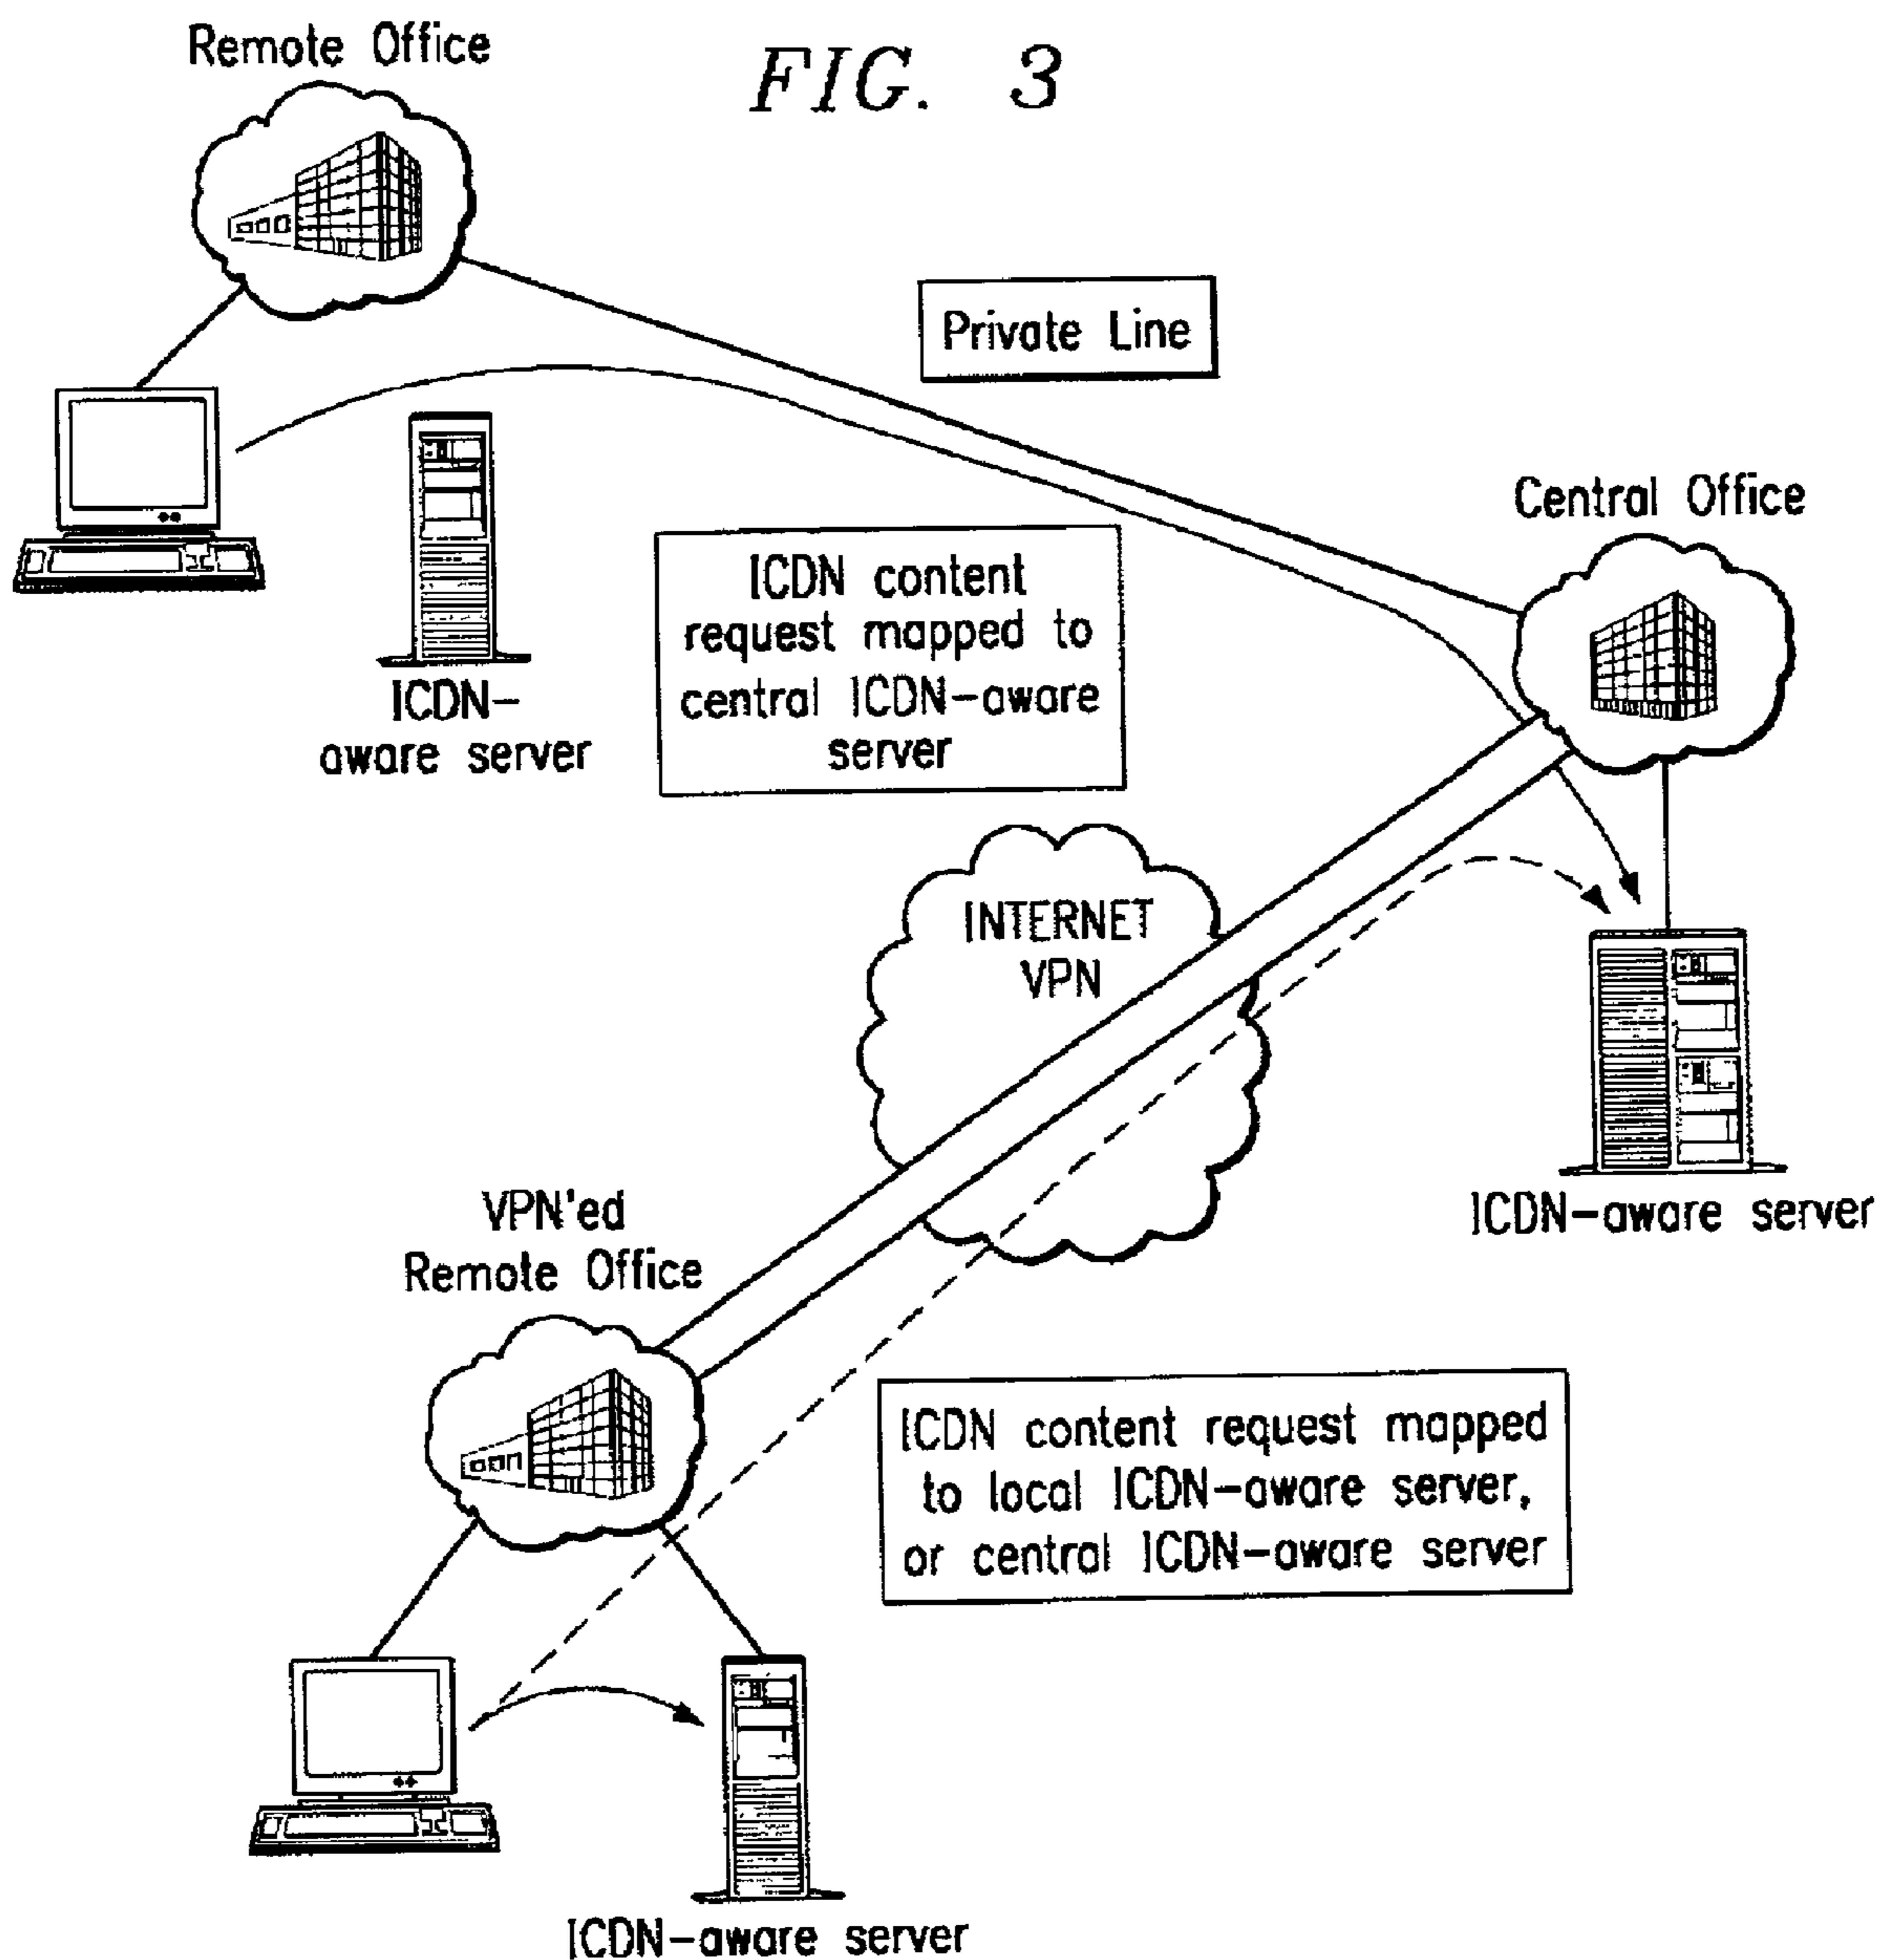 Remote Office
FIG. 3
Private Line
Central Office
ICDN content
request mapped to
central ICDN-aware
server
ICDN-
aware server
INTERNET
VPN
ICDN-aware server
VPN'ed
Remote Office
ICDN content request mapped
to local ICDN-aware server,
or central ICDN-aware server
ICDN-aware server